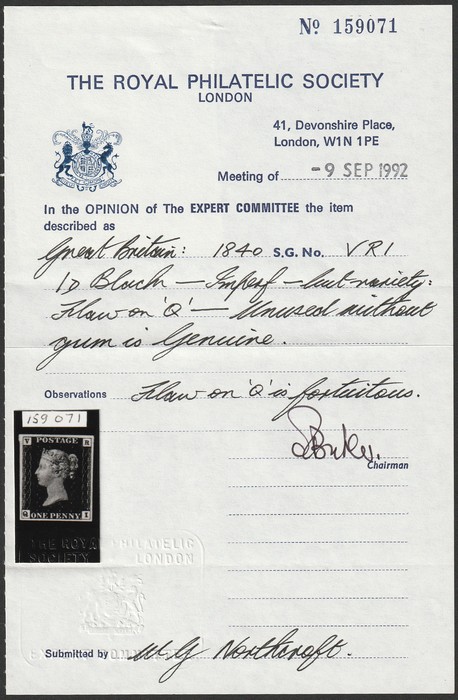 Nº 159071
THE ROYAL PHILATELIC SOCIETY
LONDON
41, Devonshire Place,
London, W1N 1PE
Meeting of -9 SEP 1992
In the OPINION of The EXPERT COMMITTEE the item
described as
Great Britain: 1840 S.G. No. VR1
1D Black — Imperf — but variety:
Flaw on 'Q' — Unused without
gum is Genuine.
Observations Flaw on 'Q' is fortuitous.
Chairman
159 071
V POSTAGE R
Q ONE PENNY I
THE ROYAL PHILATELIC
SOCIETY LONDON
Submitted by W G Northcroft.